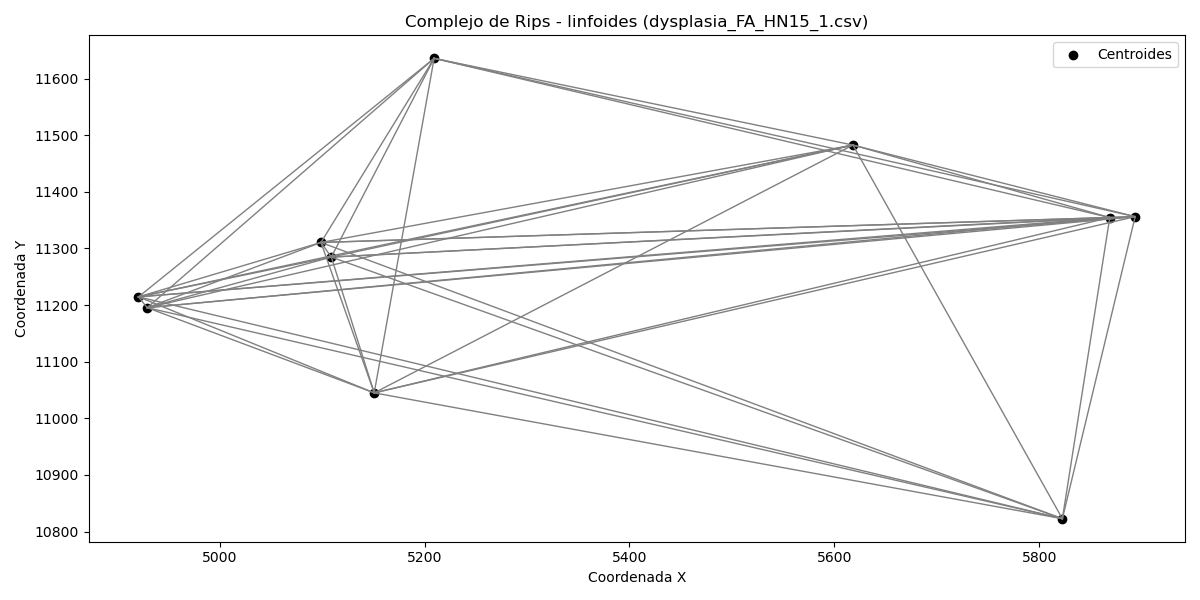 Complejo de Rips - linfoides (dysplasia_FA_HN15_1.csv)
Centroides
Coordenada Y
11600
11500
11400
11300
11200
11100
11000
10900
10800
5000 5200 5400 5600 5800
Coordenada X